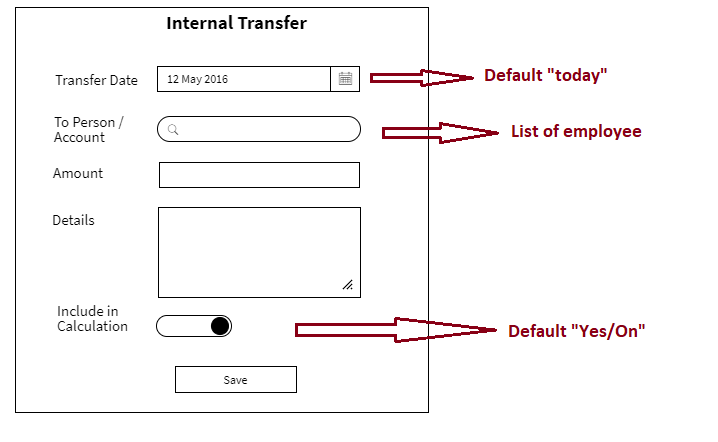 Internal Transfer
Transfer Date
12 May 2016
Default "today"
To Person /
Account
List of employee
Amount
Details
Include in
Calculation
Default "Yes/On"
Save